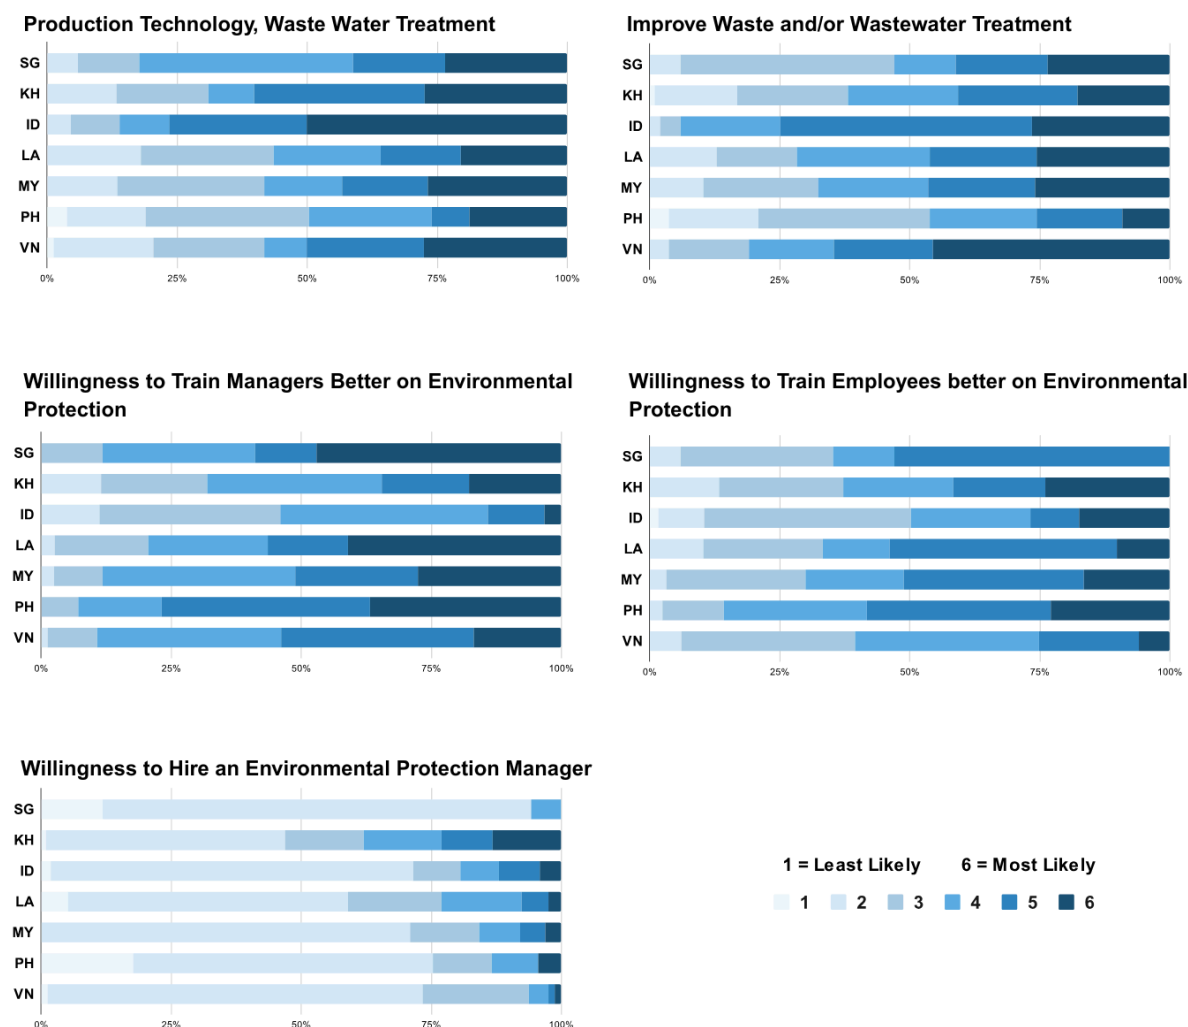 Production Technology, Waste Water Treatment
SG
KH
ID
LA
MY
PH
VN
0% 25% 50% 75% 100%
Improve Waste and/or Wastewater Treatment
SG
KH
ID
LA
MY
PH
VN
0% 25% 50% 75% 100%
Willingness to Train Managers Better on Environmental
Protection
SG
KH
ID
LA
MY
PH
VN
0% 25% 50% 75% 100%
Willingness to Train Employees better on Environmental
Protection
SG
KH
ID
LA
MY
PH
VN
0% 25% 50% 75% 100%
Willingness to Hire an Environmental Protection Manager
SG
KH
ID
LA
MY
PH
VN
0% 25% 50% 75% 100%
1 = Least Likely 6 = Most Likely
1 2 3 4 5 6